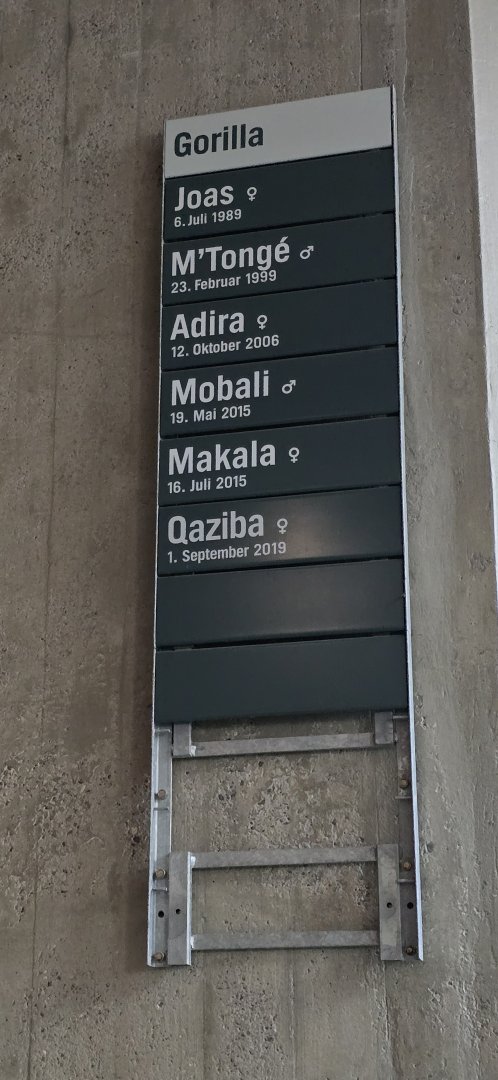 Gorilla
Joas ♀
6. Juli 1989
M'Tongé ♂
23. Februar 1999
Adira ♀
12. Oktober 2006
Mobali ♂
19. Mai 2015
Makala ♀
16. Juli 2015
Qaziba ♀
1. September 2019